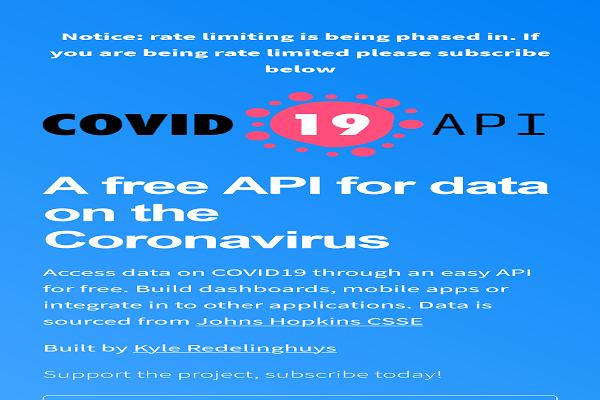 Notice: rate limiting is being phased in. If
you are being rate limited please subscribe
below
COVID 19 API
A free API for data
on the
Coronavirus
Access data on COVID19 through an easy API
for free. Build dashboards, mobile apps or
integrate in to other applications. Data is
sourced from Johns Hopkins CSSE
Built by Kyle Redelinghuys
Support the project, subscribe today!